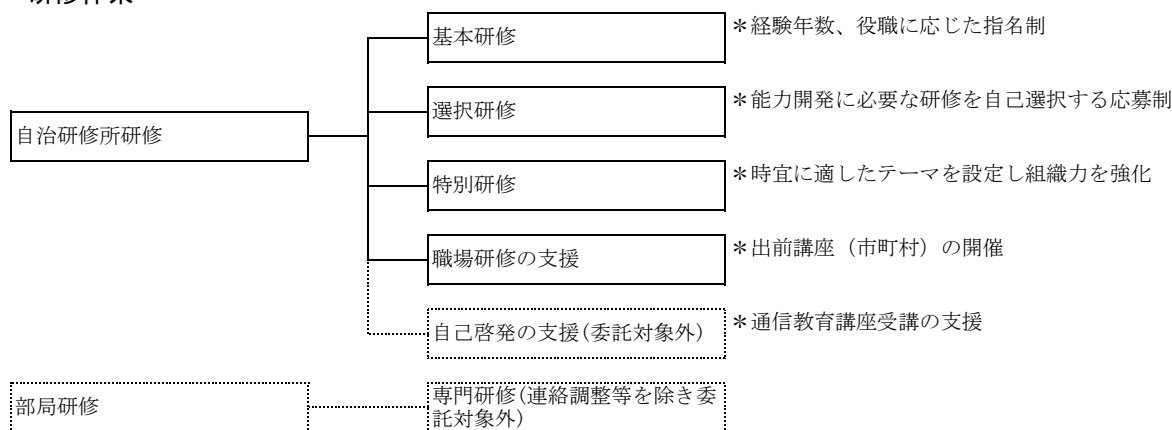 基本研修
＊経験年数、役職に応じた指名制
選択研修
＊能力開発に必要な研修を自己選択する応募制
自治研修所研修
特別研修
＊時宜に適したテーマを設定し組織力を強化
職場研修の支援
＊出前講座（市町村）の開催
自己啓発の支援(委託対象外)
＊通信教育講座受講の支援
部局研修
専門研修(連絡調整等を除き委
託対象外)